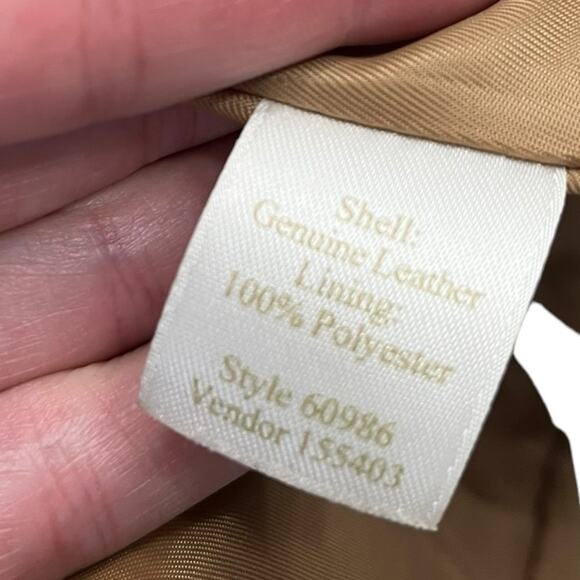 Shell:
Genuine Leather
Lining:
100% Polyester
Style 60986
Vendor 155403